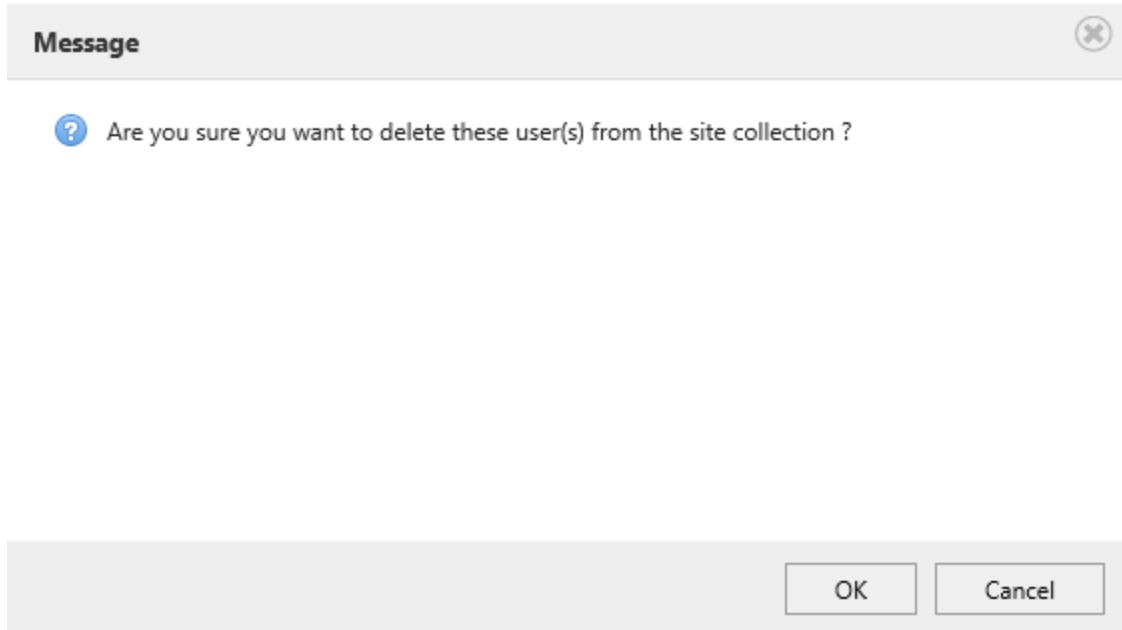 Message
Are you sure you want to delete these user(s) from the site collection ?
OK
Cancel